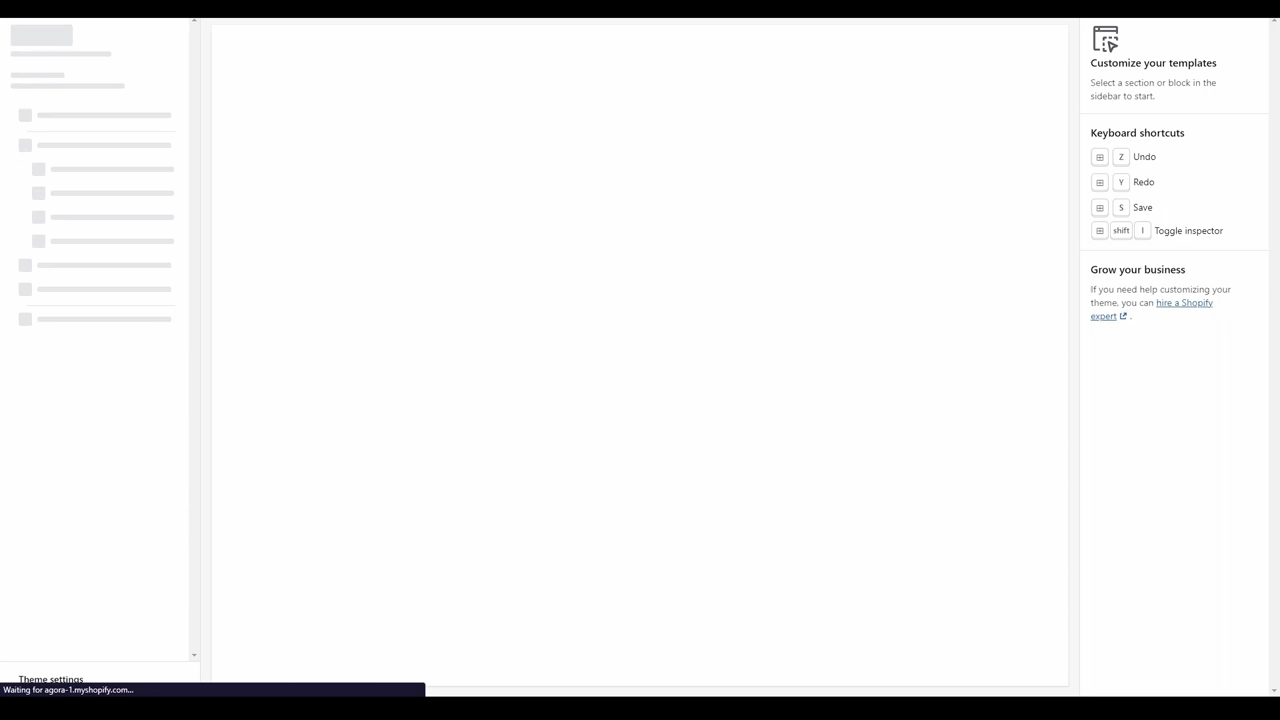 Customize your templates
Select a section or block in the
sidebar to start.
Keyboard shortcuts
Z Undo
Y Redo
S Save
shift I Toggle inspector
Grow your business
If you need help customizing your
theme, you can hire a Shopify
expert .
Theme settings
Waiting for agora-1.myshopify.com...